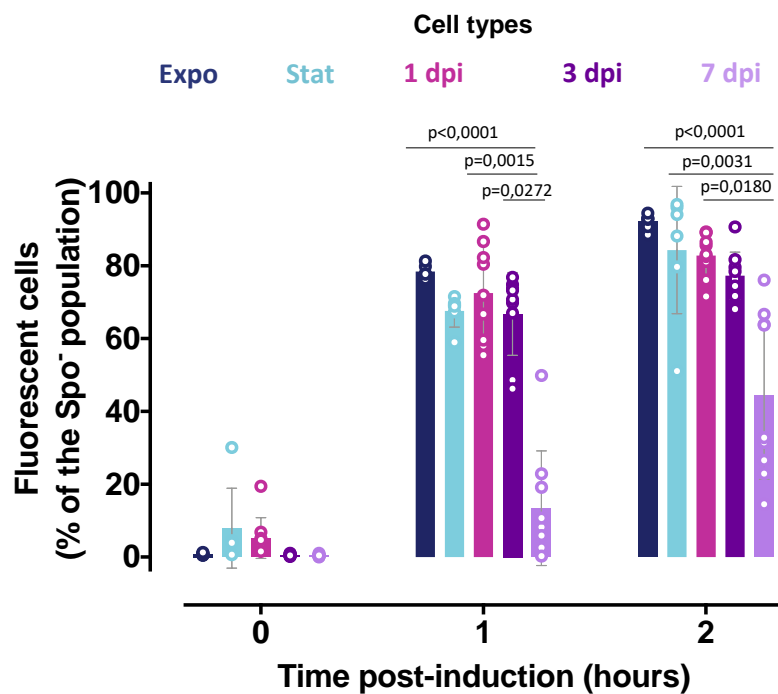 Cell types
Expo Stat 1 dpi 3 dpi 7 dpi
p<0,0001 p<0,0001
p=0,0015 p=0,0031
p=0,0272 p=0,0180
100
80
60
40
20
0
Fluorescent cells
(% of the Spo⁻ population)
0 1 2
Time post-induction (hours)